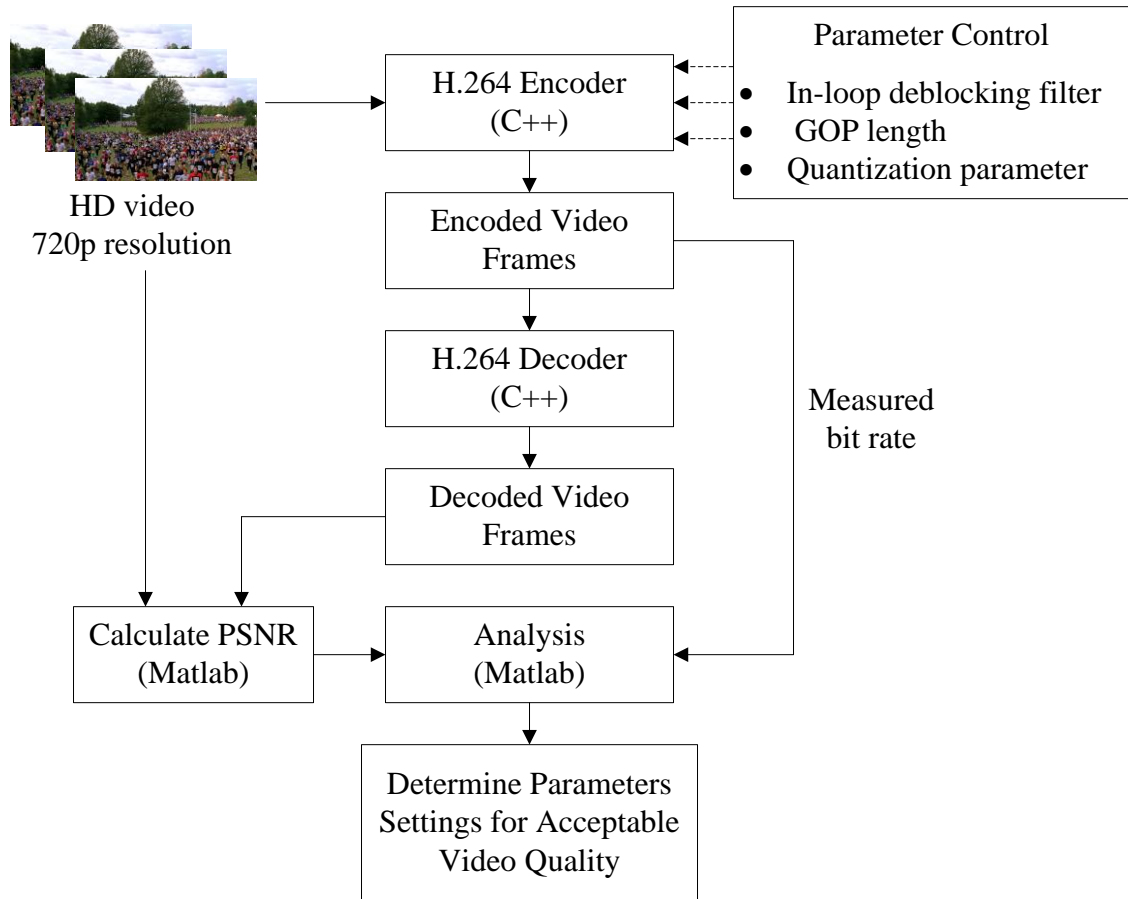 HD video
720p resolution
H.264 Encoder
(C++)
Parameter Control
• In-loop deblocking filter
• GOP length
• Quantization parameter
Encoded Video
Frames
H.264 Decoder
(C++)
Measured
bit rate
Decoded Video
Frames
Calculate PSNR
(Matlab)
Analysis
(Matlab)
Determine Parameters
Settings for Acceptable
Video Quality